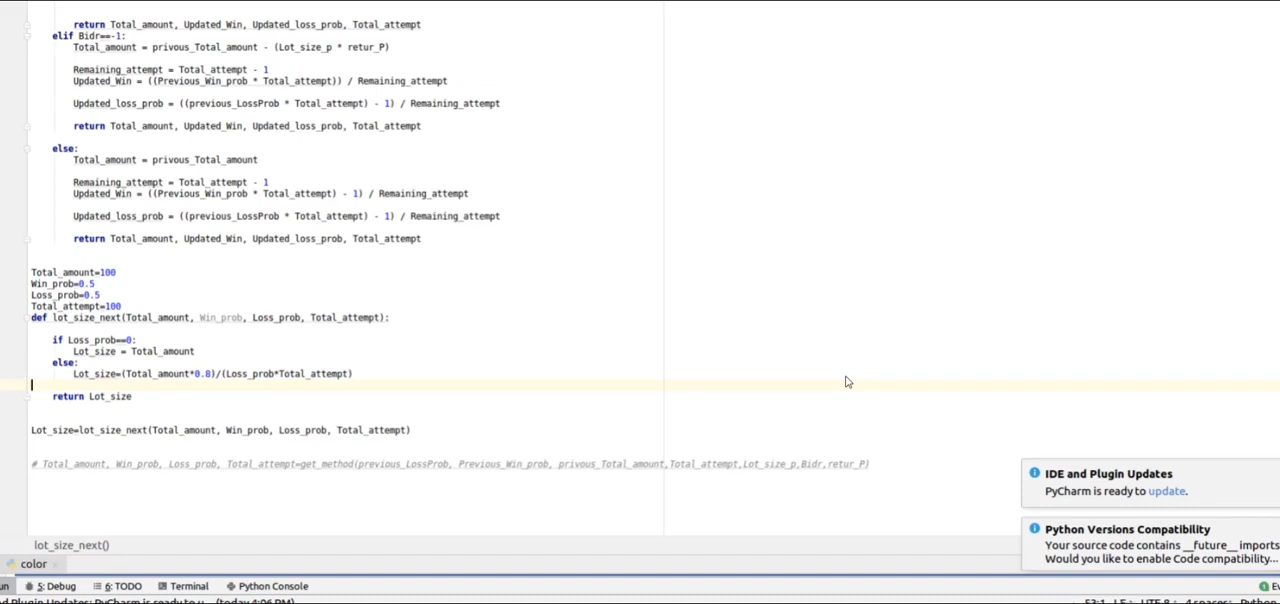 return Total_amount, Updated_Win, Updated_loss_prob, Total_attempt
elif Bidr==-1:
Total_amount = privous_Total_amount - (Lot_size_p * retur_P)
Remaining_attempt = Total_attempt - 1
Updated_Win = ((Previous_Win_prob * Total_attempt)) / Remaining_attempt
Updated_loss_prob = ((previous_LossProb * Total_attempt) - 1) / Remaining_attempt
return Total_amount, Updated_Win, Updated_loss_prob, Total_attempt
else:
Total_amount = privous_Total_amount
Remaining_attempt = Total_attempt - 1
Updated_Win = ((Previous_Win_prob * Total_attempt) - 1) / Remaining_attempt
Updated_loss_prob = ((previous_LossProb * Total_attempt) - 1) / Remaining_attempt
return Total_amount, Updated_Win, Updated_loss_prob, Total_attempt
Total_amount=100
Win_prob=0.5
Loss_prob=0.5
Total_attempt=100
def lot_size_next(Total_amount, Win_prob, Loss_prob, Total_attempt):
if Loss_prob==0:
Lot_size = Total_amount
else:
Lot_size=(Total_amount*0.8)/(Loss_prob*Total_attempt)
return Lot_size
Lot_size=lot_size_next(Total_amount, Win_prob, Loss_prob, Total_attempt)
# Total_amount, Win_prob, Loss_prob, Total_attempt=get_method(previous_LossProb, Previous_Win_prob, privous_Total_amount,Total_attempt,Lot_size_p,Bidr,retur_P)
IDE and Plugin Updates
PyCharm is ready to update.
Python Versions Compatibility
Your source code contains __future__ imports
Would you like to enable Code compatibility...
lot_size_next()
color
5: Debug
6: TODO
Terminal
Python Console